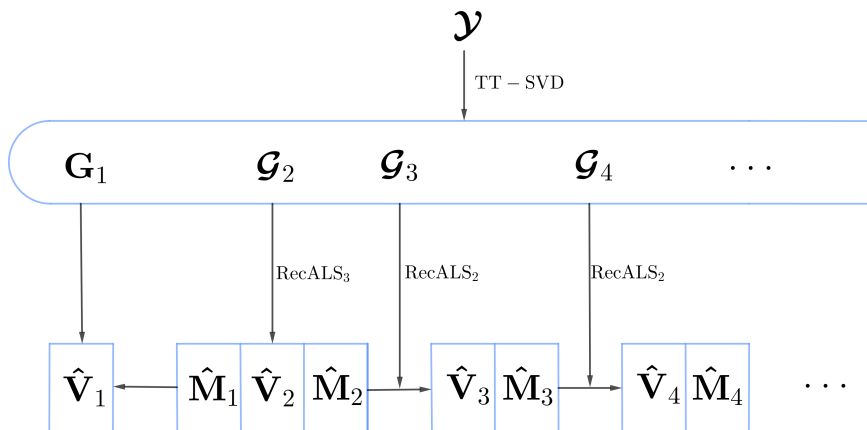 𝓨
TT − SVD
𝐆₁ 𝓖₂ 𝓖₃ 𝓖₄ ...
RecALS₃ RecALS₂ RecALS₂
𝐕̂₁ 𝐌̂₁ 𝐕̂₂ 𝐌̂₂ 𝐕̂₃ 𝐌̂₃ 𝐕̂₄ 𝐌̂₄ ...